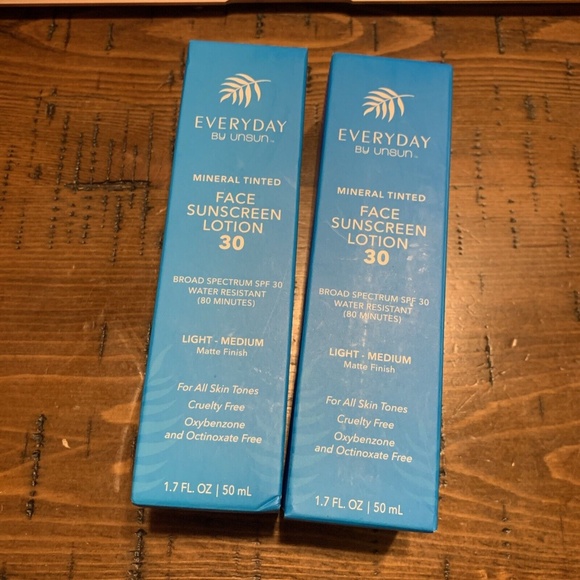 EVERYDAY
BY UNSUN™
MINERAL TINTED
FACE
SUNSCREEN
LOTION
30
BROAD SPECTRUM SPF 30
WATER RESISTANT
(80 MINUTES)
LIGHT - MEDIUM
Matte Finish
For All Skin Tones
Cruelty Free
Oxybenzone
and Octinoxate Free
1.7 FL. OZ | 50 mL
EVERYDAY
BY UNSUN™
MINERAL TINTED
FACE
SUNSCREEN
LOTION
30
BROAD SPECTRUM SPF 30
WATER RESISTANT
(80 MINUTES)
LIGHT - MEDIUM
Matte Finish
For All Skin Tones
Cruelty Free
Oxybenzone
and Octinoxate Free
1.7 FL. OZ | 50 mL